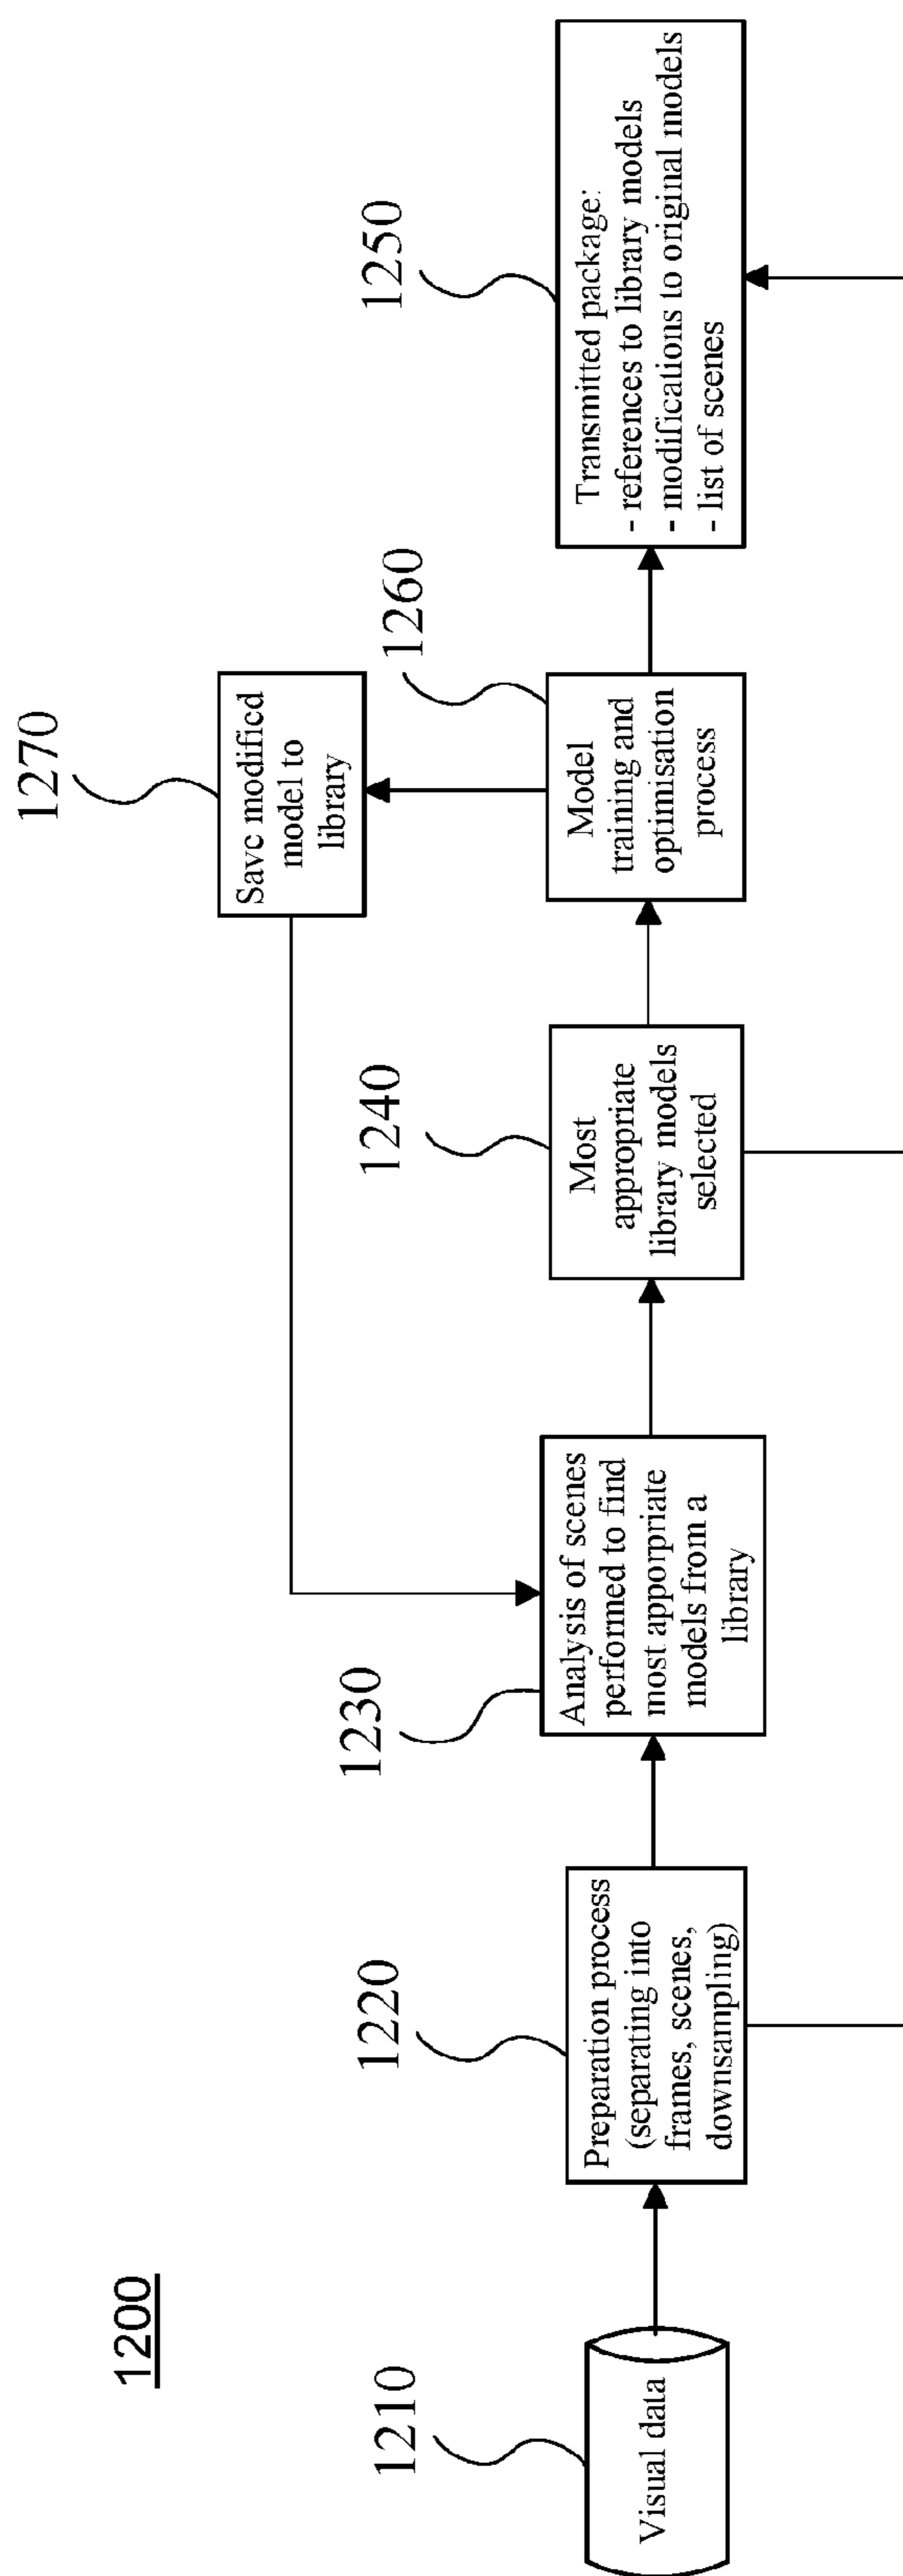 1200
1210
Visual data
1220
Preparation process
(separating into
frames, scenes,
downsampling)
1230
Analysis of scenes
performed to find
most apporpriate
models from a
library
1240
Most
appropriate
library models
selected
1270
Save modified
model to
library
1260
Model
training and
optimisation
process
1250
Transmitted package:
- references to library models
- modifications to original models
- list of scenes